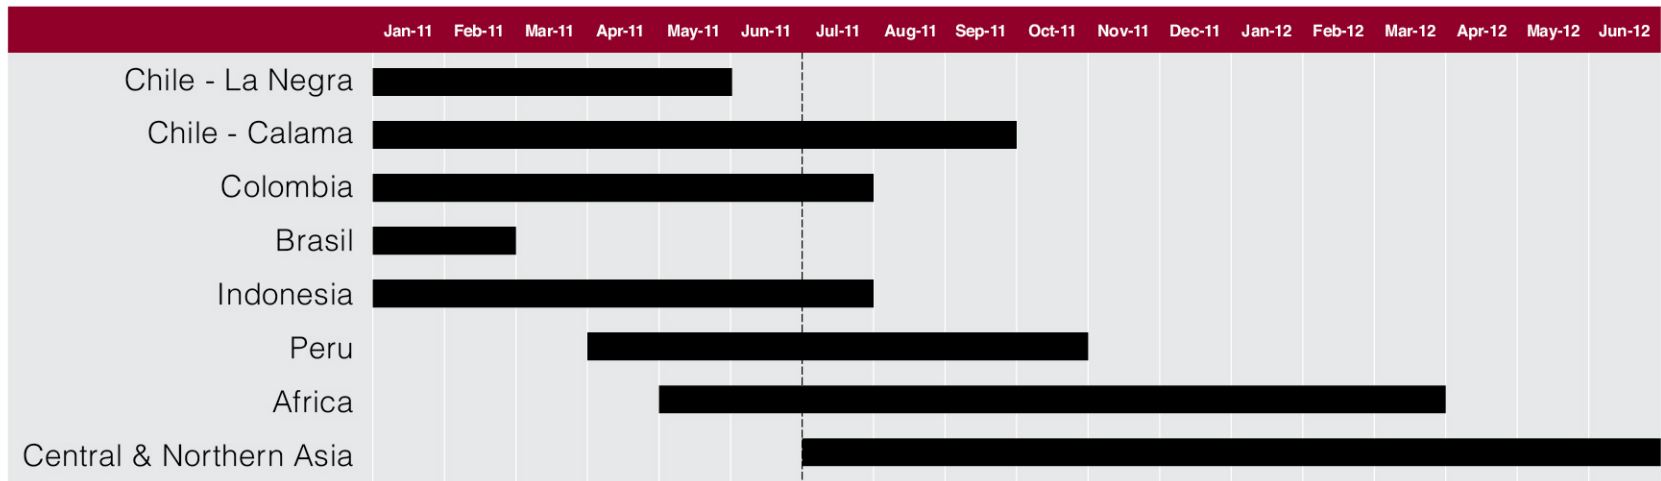 Jan-11 Feb-11 Mar-11 Apr-11 May-11 Jun-11 Jul-11 Aug-11 Sep-11 Oct-11 Nov-11 Dec-11 Jan-12 Feb-12 Mar-12 Apr-12 May-12 Jun-12
Chile - La Negra
Chile - Calama
Colombia
Brasil
Indonesia
Peru
Africa
Central & Northern Asia